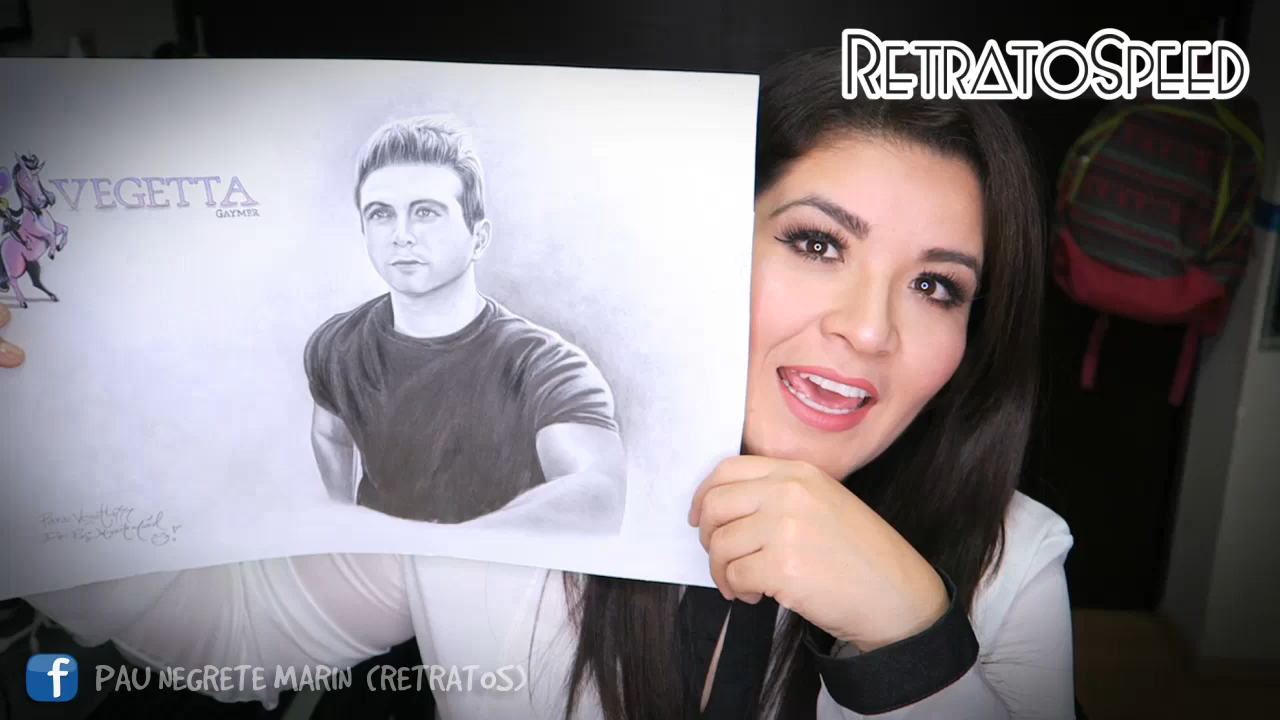 RETRATOSPEED
VEGETTA
GAYMER
PAU NEGRETE MARIN (RETRATOS)